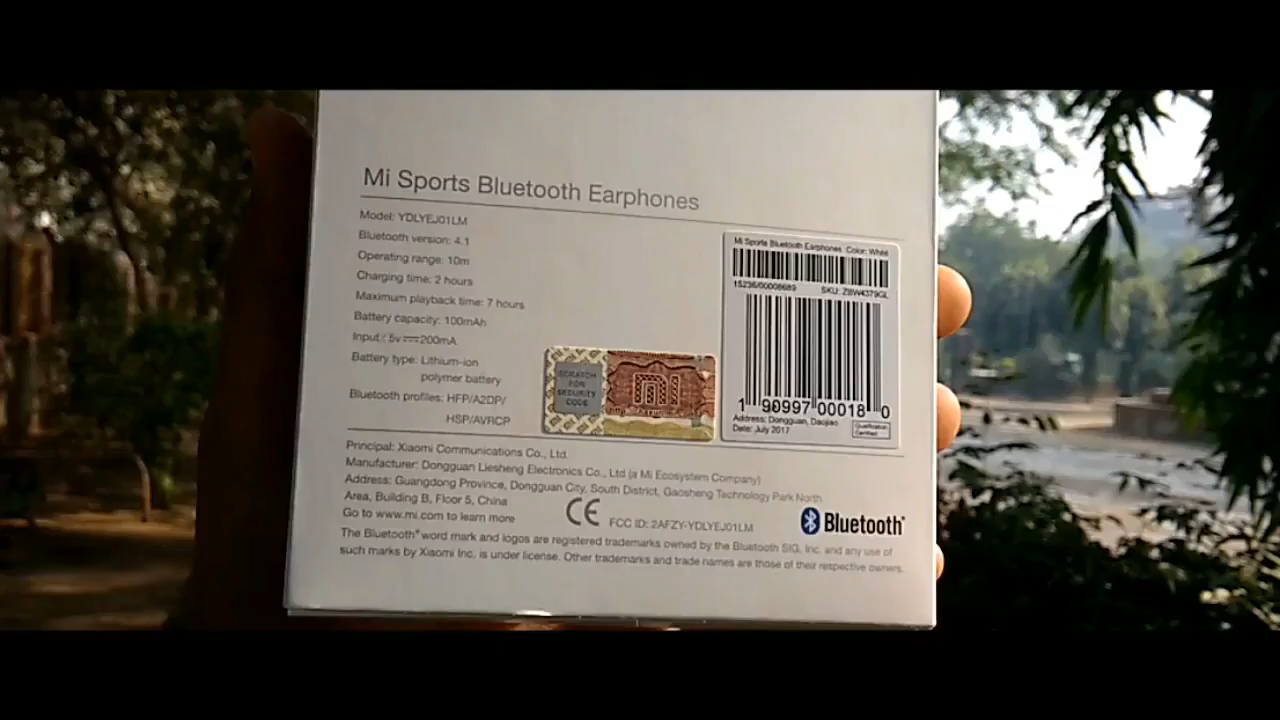 Mi Sports Bluetooth Earphones
Model: YDLYEJ01LM
Bluetooth version: 4.1
Operating range: 10m
Charging time: 2 hours
Maximum playback time: 7 hours
Battery capacity: 100mAh
Input: 5v⎓200mA
Battery type: Lithium-ion
polymer battery
Bluetooth profiles: HFP/A2DP/
HSP/AVRCP
SCRATCH
FOR
SECURITY
CODE
MI
Mi Sports Bluetooth Earphones Color: White
15236/00008689 SKU: ZBW4379GL
1 90997 00018 0
Address: Dongguan, Daojiao
Date: July 2017
Qualification
Certified
Principal: Xiaomi Communications Co., Ltd.
Manufacturer: Dongguan Liesheng Electronics Co., Ltd (a Mi Ecosystem Company)
Address: Guangdong Province, Dongguan City, South District, Gaosheng Technology Park North
Area, Building B, Floor 5, China
Go to www.mi.com to learn more
CE FCC ID: 2AFZY-YDLYEJ01LM
Bluetooth®
The Bluetooth® word mark and logos are registered trademarks owned by the Bluetooth SIG, Inc. and any use of
such marks by Xiaomi Inc. is under license. Other trademarks and trade names are those of their respective owners.